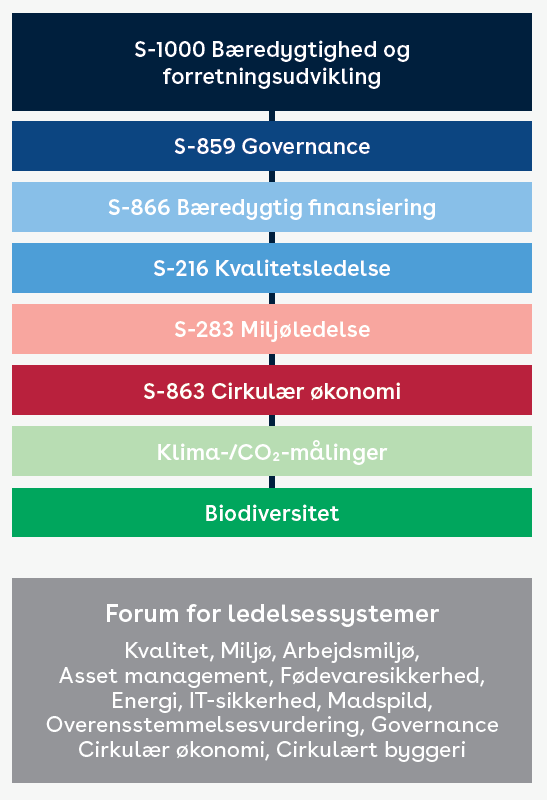 S-1000 Bæredygtighed og
forretningsudvikling
S-859 Governance
S-866 Bæredygtig finansiering
S-216 Kvalitetsledelse
S-283 Miljøledelse
S-863 Cirkulær økonomi
Klima-/CO₂-målinger
Biodiversitet
Forum for ledelsessystemer
Kvalitet, Miljø, Arbejdsmiljø,
Asset management, Fødevaresikkerhed,
Energi, IT-sikkerhed, Madspild,
Overensstemmelsesvurdering, Governance
Cirkulær økonomi, Cirkulært byggeri